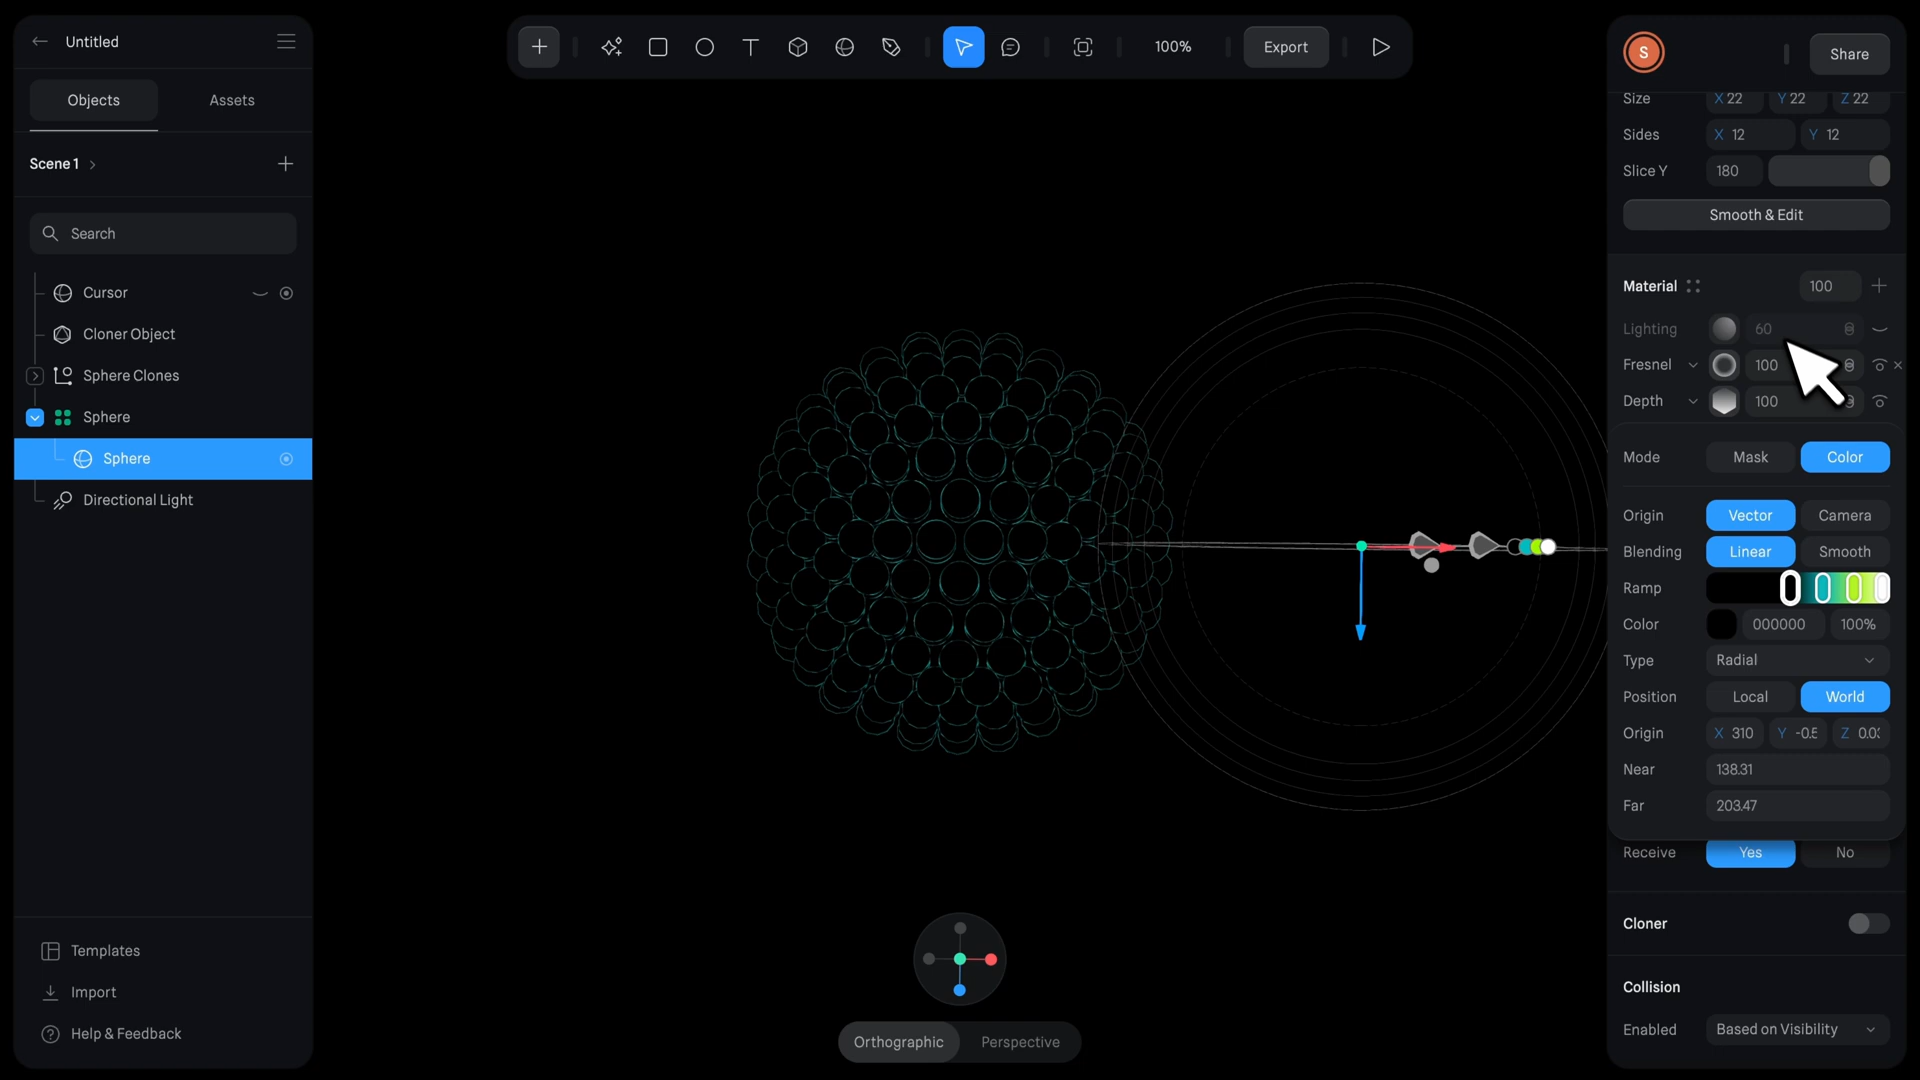 Untitled
Objects
Assets
Scene 1
Search
Cursor
Cloner Object
Sphere Clones
Sphere
Sphere
Directional Light
Templates
Import
Help & Feedback
100%
Export
Orthographic
Perspective
S
Share
Size X 22 Y 22 Z 22
Sides X 12 Y 12
Slice Y 180
Smooth & Edit
Material 100
Lighting 60
Fresnel 100
Depth 100
Mode Mask Color
Origin Vector Camera
Blending Linear Smooth
Ramp
Color 000000 100%
Type Radial
Position Local World
Origin X 310 Y -0.5 Z 0.0
Near 138.31
Far 203.47
Receive Yes No
Cloner
Collision
Enabled Based on Visibility